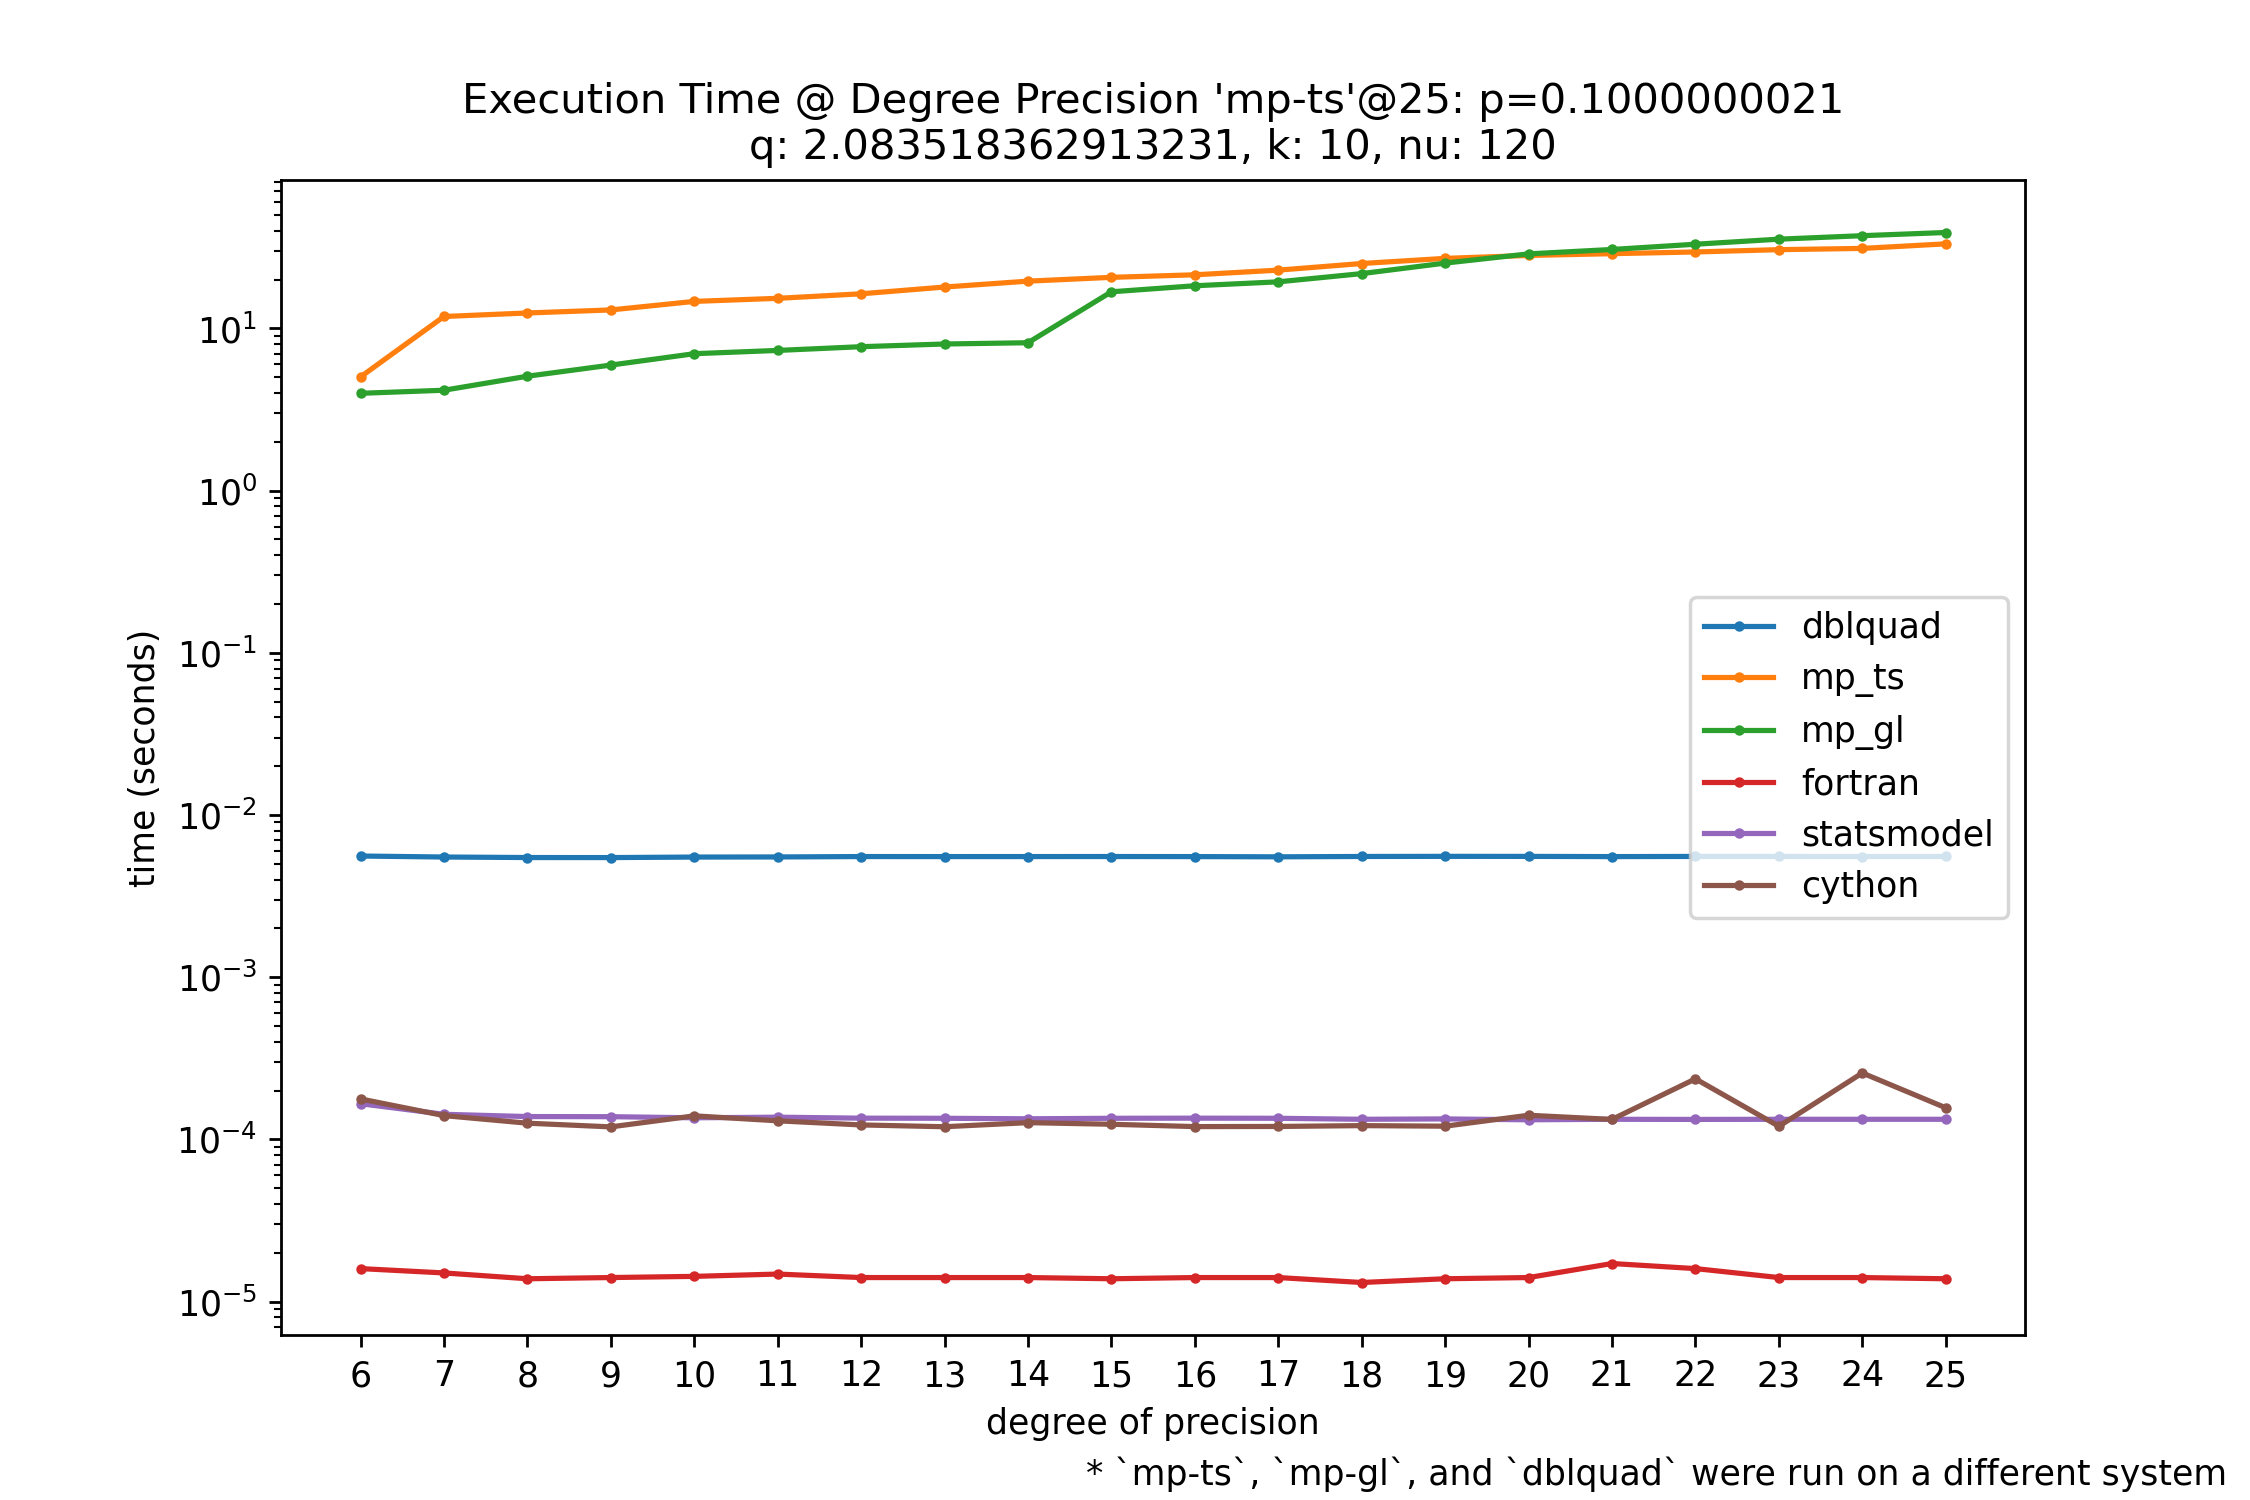 Execution Time @ Degree Precision 'mp-ts'@25: p=0.1000000021
q: 2.083518362913231, k: 10, nu: 120
time (seconds)
10^1
10^0
10^−1
10^−2
10^−3
10^−4
10^−5
dblquad
mp_ts
mp_gl
fortran
statsmodel
cython
6 7 8 9 10 11 12 13 14 15 16 17 18 19 20 21 22 23 24 25
degree of precision
* `mp-ts`, `mp-gl`, and `dblquad` were run on a different system